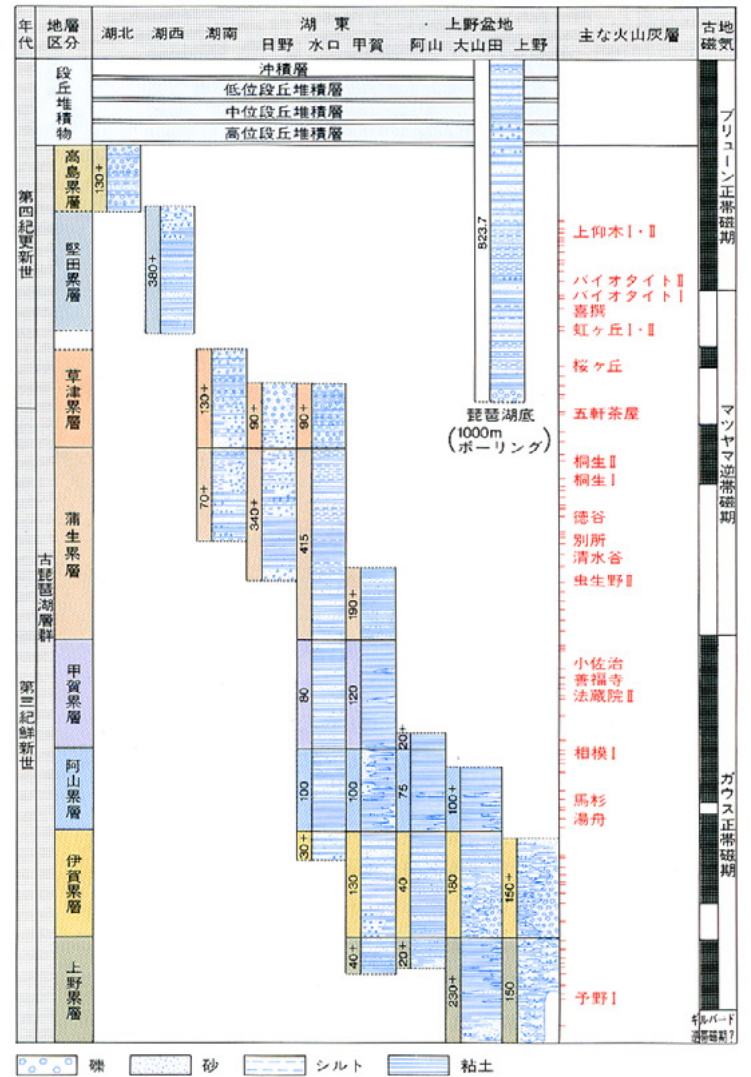 年代
地層区分
湖北
湖西
湖南
湖東・上野盆地
日野 水口 甲賀 阿山 大山田 上野
主な火山灰層
古地磁気
段丘堆積物
沖積層
低位段丘堆積層
中位段丘堆積層
高位段丘堆積層
第四紀更新世
第三紀鮮新世
古琵琶湖層群
高島累層
堅田累層
草津累層
蒲生累層
甲賀累層
阿山累層
伊賀累層
上野累層
130+
380+
130+
90+
90+
70+
340+
415
190+
80
120
20+
100
100
75
100+
30+
130
40
180
150+
40+
20+
230+
150
823.7
琵琶湖底
(1000m
ボーリング)
上仰木Ⅰ・Ⅱ
バイオタイトⅡ
バイオタイトⅠ
喜撰
虹ヶ丘Ⅰ・Ⅱ
桜ヶ丘
五軒茶屋
桐生Ⅱ
桐生Ⅰ
徳谷
別所
清水谷
虫生野Ⅱ
小佐治
善福寺
法蔵院Ⅱ
相模Ⅰ
馬杉
湯舟
予野Ⅰ
ブリューン正帯磁期
マツヤマ逆帯磁期
ガウス正帯磁期
ギルバード
逆帯磁期?
礫
砂
シルト
粘土